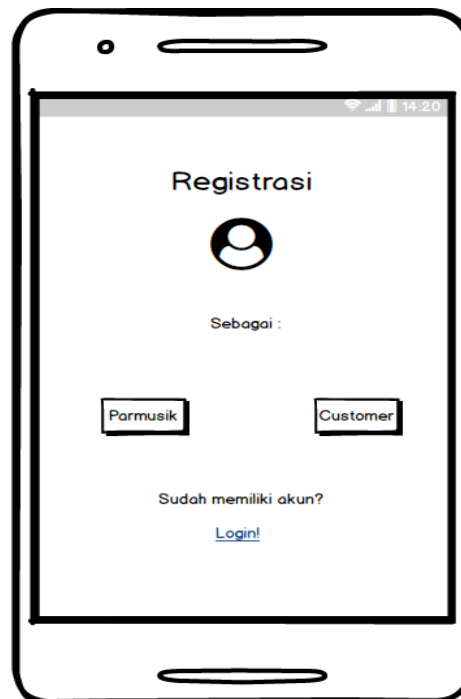 14:20
Registrasi
Sebagai :
Parmusik
Customer
Sudah memiliki akun?
Login!